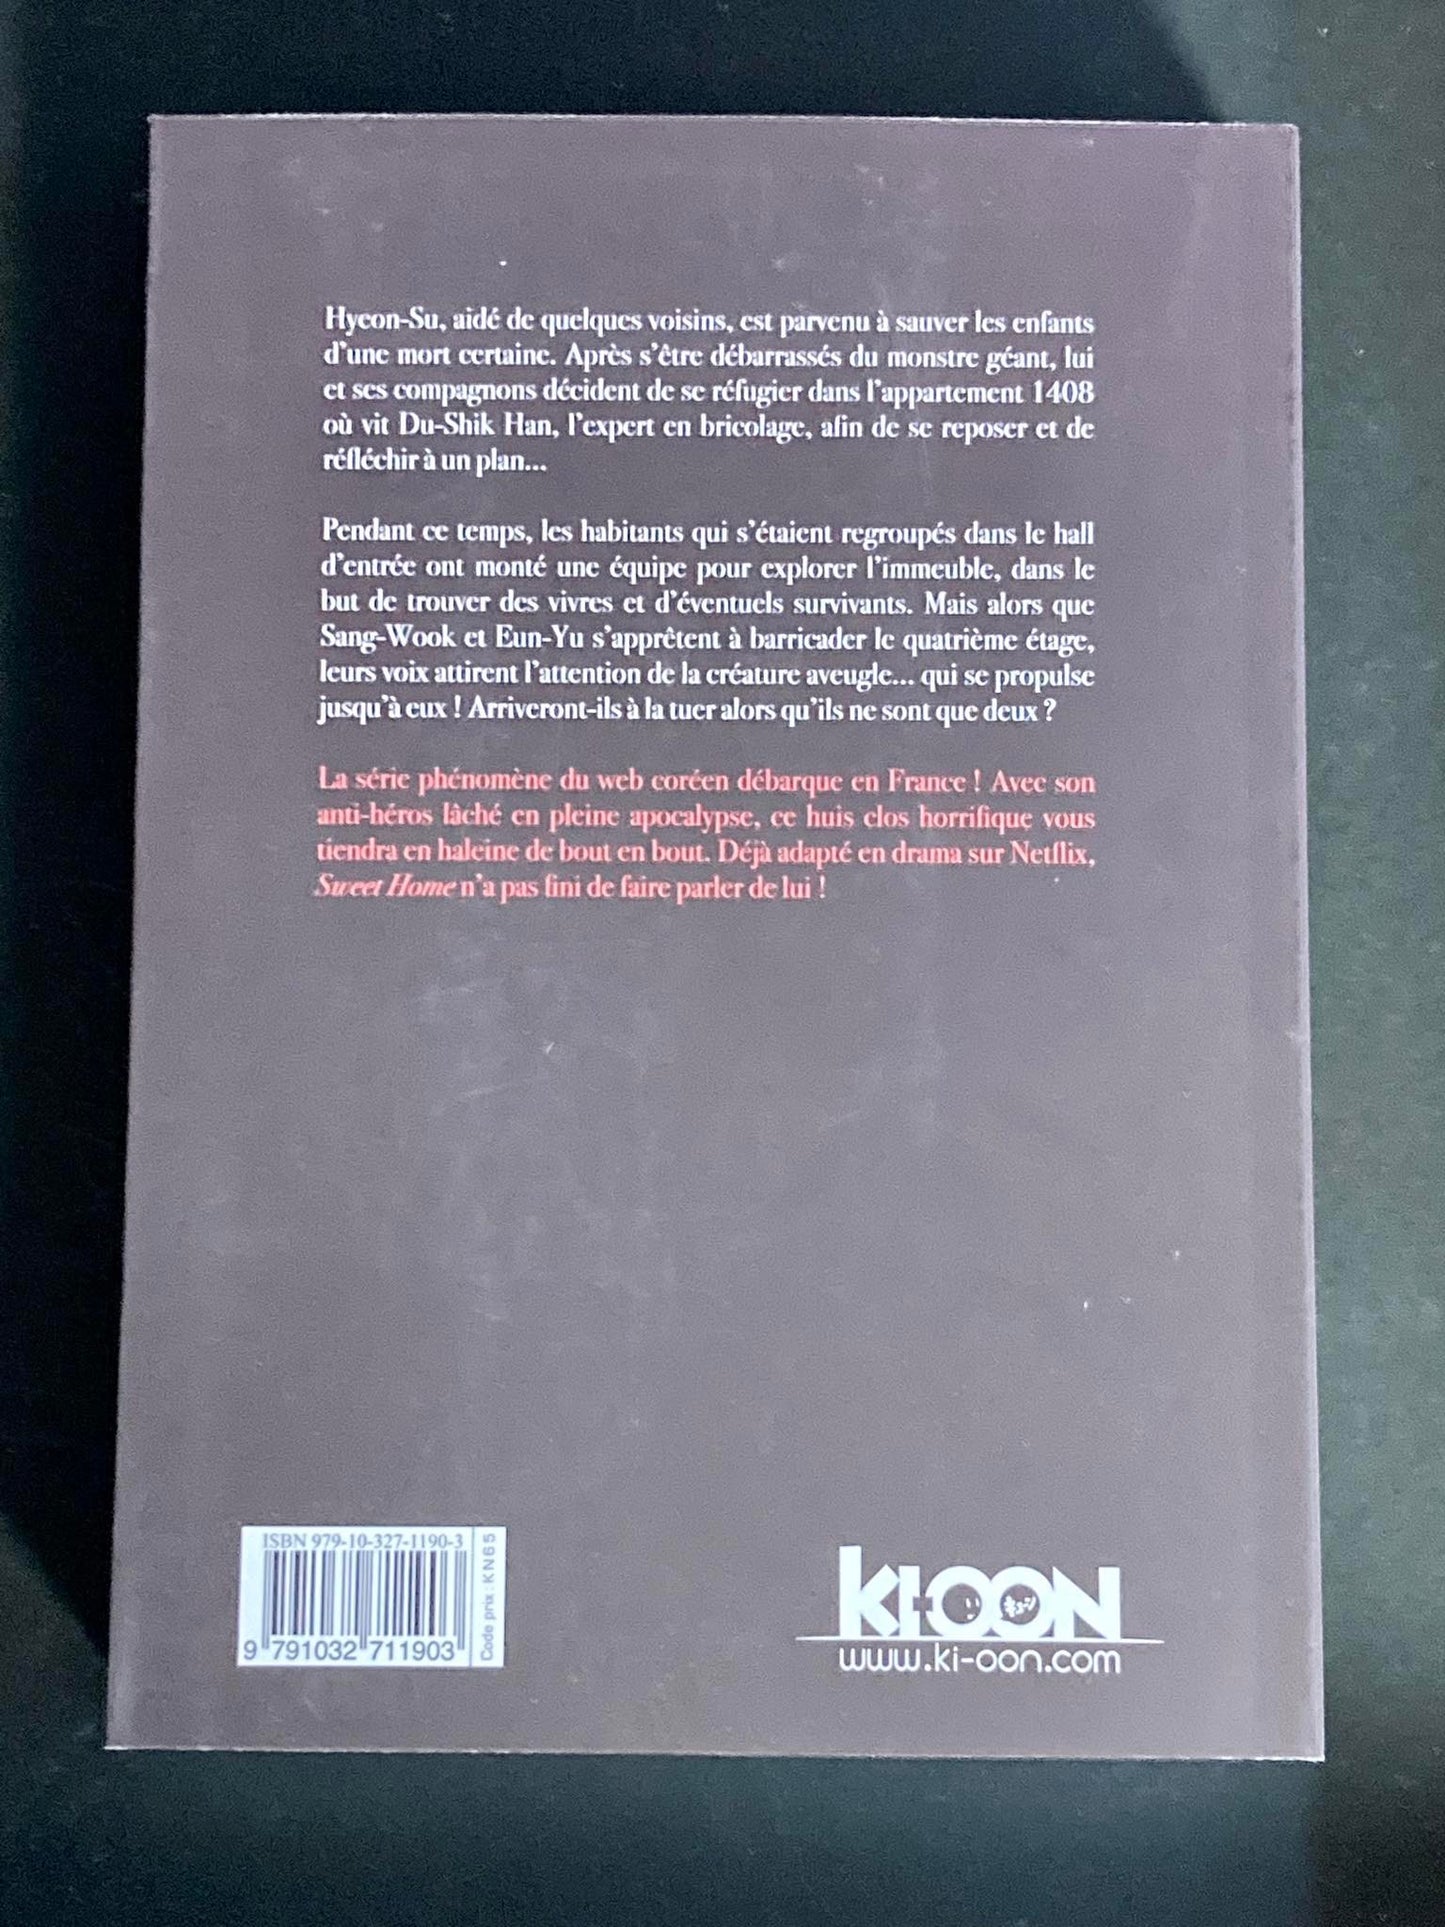 Hyeon-Su, aidé de quelques voisins, est parvenu à sauver les enfants
d'une mort certaine. Après s'être débarrassés du monstre géant, lui
et ses compagnons décident de se réfugier dans l'appartement 1408
où vit Du-Shik Han, l'expert en bricolage, afin de se reposer et de
réfléchir à un plan...
Pendant ce temps, les habitants qui s'étaient regroupés dans le hall
d'entrée ont monté une équipe pour explorer l'immeuble, dans le
but de trouver des vivres et d'éventuels survivants. Mais alors que
Sang-Wook et Eun-Yu s'apprêtent à barricader le quatrième étage,
leurs voix attirent l'attention de la créature aveugle... qui se propulse
jusqu'à eux ! Arriveront-ils à la tuer alors qu'ils ne sont que deux ?
La série phénomène du web coréen débarque en France ! Avec son
anti-héros lâché en pleine apocalypse, ce huis clos horrifique vous
tiendra en haleine de bout en bout. Déjà adapté en drama sur Netflix,
Sweet Home n'a pas fini de faire parler de lui !
ISBN 979-10-327-1190-3
9 791032 711903
Code prix : KN65
KI-OON
www.ki-oon.com